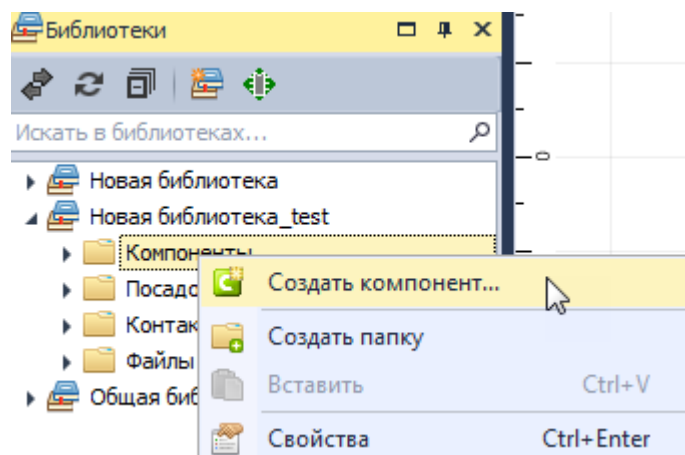 Библиотеки
Искать в библиотеках...
0
Новая библиотека
Новая библиотека_test
Компоненты
Создать компонент...
Создать папку
Файлы
Вставить Ctrl+V
Свойства Ctrl+Enter